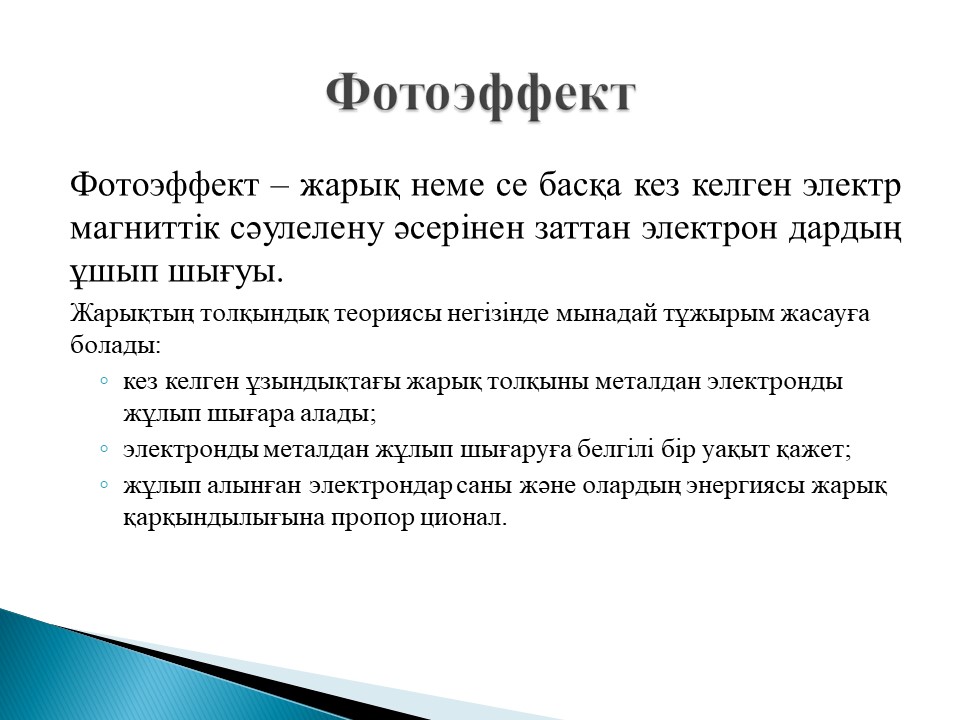 Фотоэффект
Фотоэффект – жарық неме се басқа кез келген электр
магниттік сәулелену әсерінен заттан электрон дардың
ұшып шығуы.
Жарықтың толқындық теориясы негізінде мынадай тұжырым жасауға
болады:
◦ кез келген ұзындықтағы жарық толқыны металдан электронды
жұлып шығара алады;
◦ электронды металдан жұлып шығаруға белгілі бір уақыт қажет;
◦ жұлып алынған электрондар саны және олардың энергиясы жарық
қарқындылығына пропор ционал.